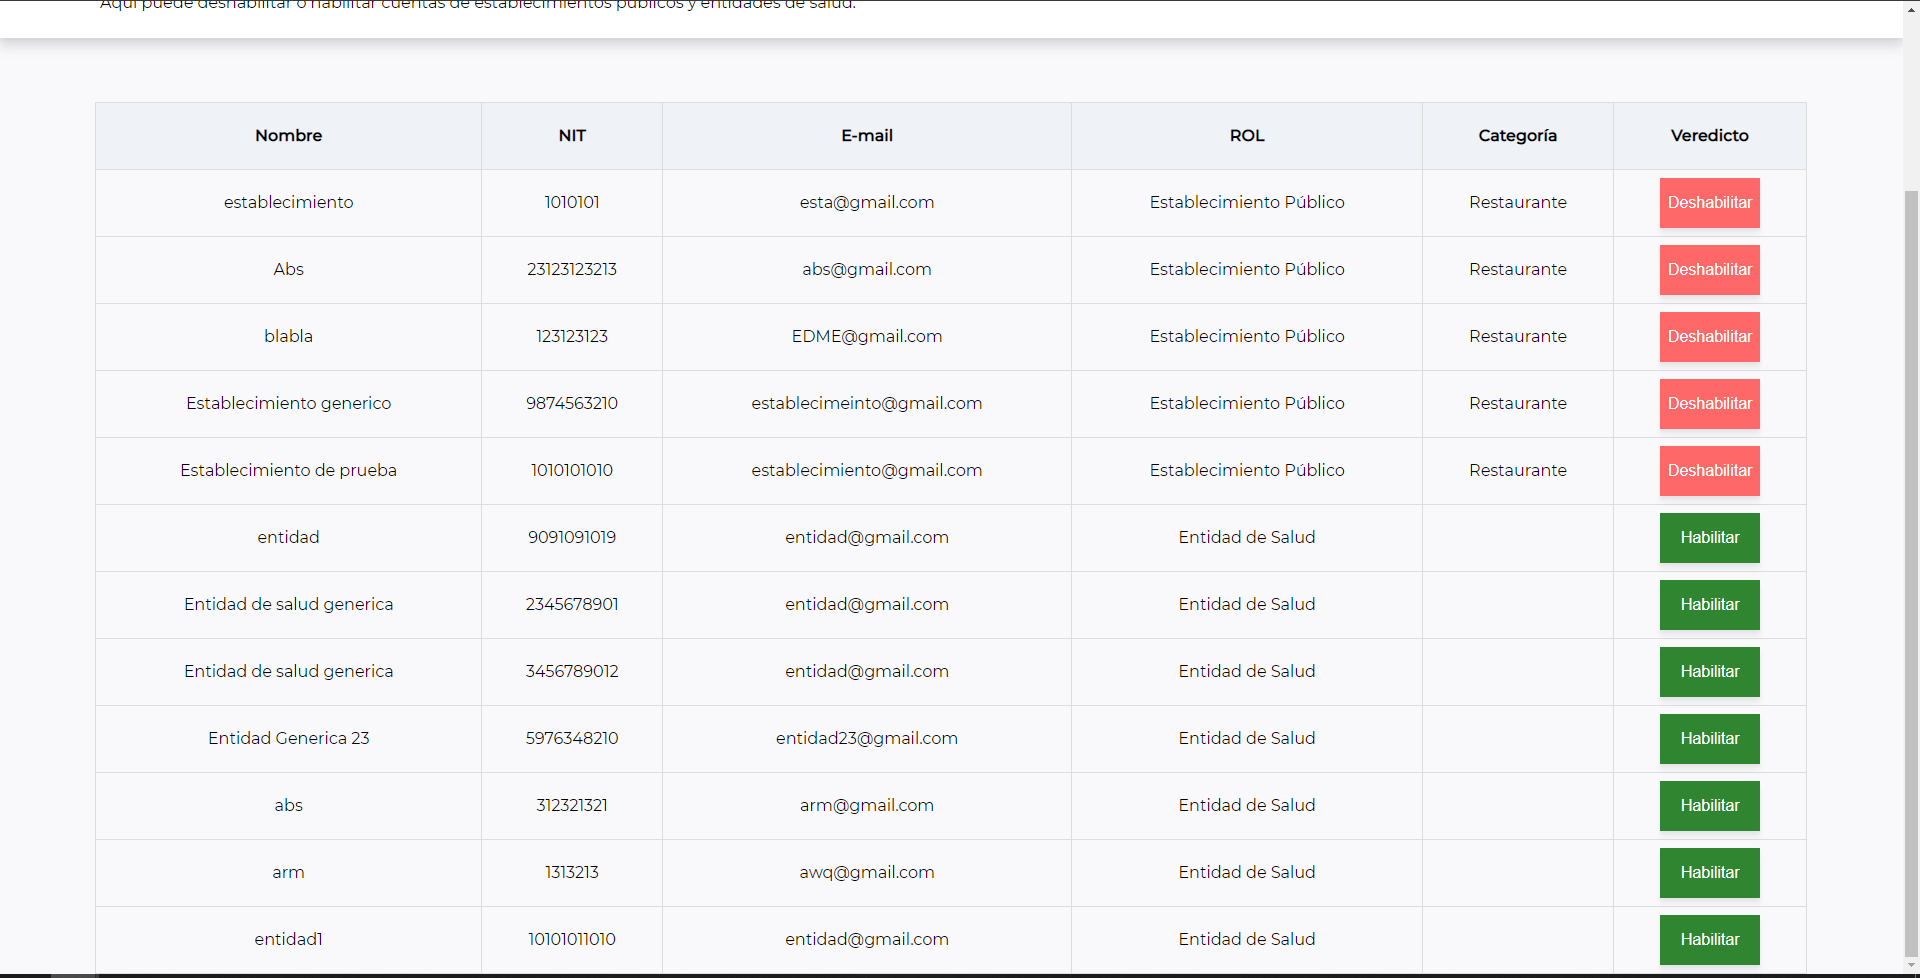 Aquí puede deshabilitar o habilitar cuentas de establecimientos públicos y entidades de salud.
Nombre NIT E-mail ROL Categoría Veredicto
establecimiento 1010101 esta@gmail.com Establecimiento Público Restaurante Deshabilitar
Abs 23123123213 abs@gmail.com Establecimiento Público Restaurante Deshabilitar
blabla 123123123 EDME@gmail.com Establecimiento Público Restaurante Deshabilitar
Establecimiento generico 9874563210 establecimeinto@gmail.com Establecimiento Público Restaurante Deshabilitar
Establecimiento de prueba 1010101010 establecimiento@gmail.com Establecimiento Público Restaurante Deshabilitar
entidad 9091091019 entidad@gmail.com Entidad de Salud Habilitar
Entidad de salud generica 2345678901 entidad@gmail.com Entidad de Salud Habilitar
Entidad de salud generica 3456789012 entidad@gmail.com Entidad de Salud Habilitar
Entidad Generica 23 5976348210 entidad23@gmail.com Entidad de Salud Habilitar
abs 312321321 arm@gmail.com Entidad de Salud Habilitar
arm 1313213 awq@gmail.com Entidad de Salud Habilitar
entidad1 10101011010 entidad@gmail.com Entidad de Salud Habilitar